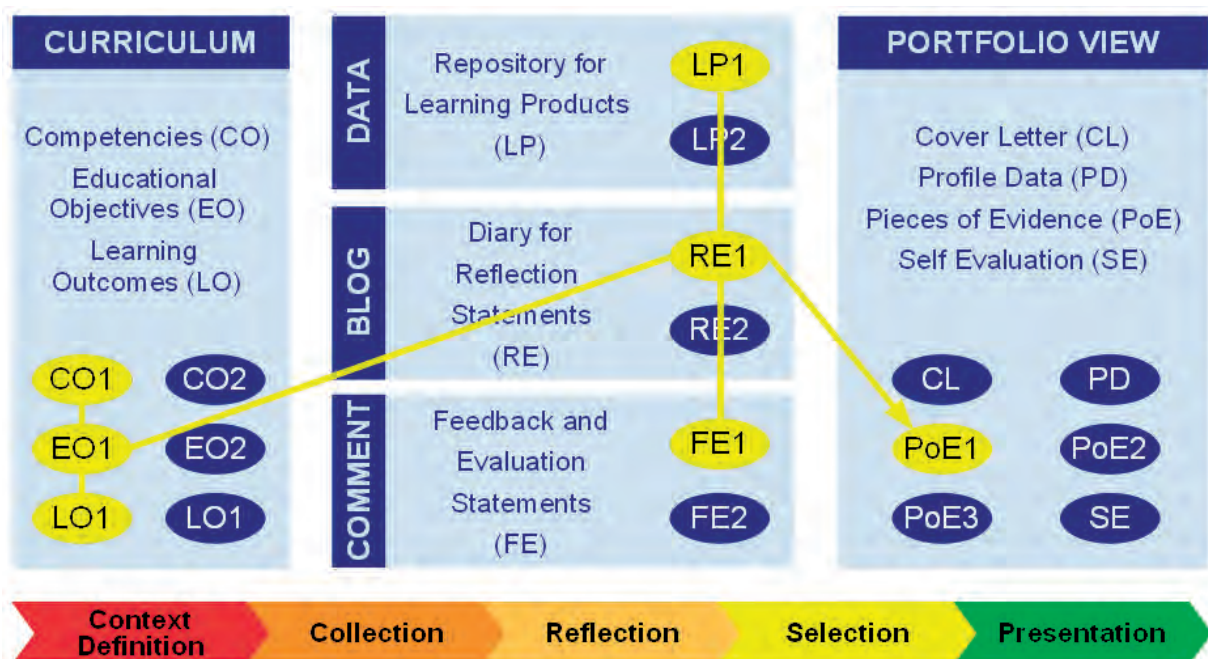 CURRICULUM
Competencies (CO)
Educational
Objectives (EO)
Learning
Outcomes (LO)
CO1 CO2
EO1 EO2
LO1 LO1
DATA
Repository for
Learning Products
(LP)
LP1
LP2
BLOG
Diary for
Reflection
Statements
(RE)
RE1
RE2
COMMENT
Feedback and
Evaluation
Statements
(FE)
FE1
FE2
PORTFOLIO VIEW
Cover Letter (CL)
Profile Data (PD)
Pieces of Evidence (PoE)
Self Evaluation (SE)
CL PD
PoE1 PoE2
PoE3 SE
Context
Definition
Collection
Reflection
Selection
Presentation